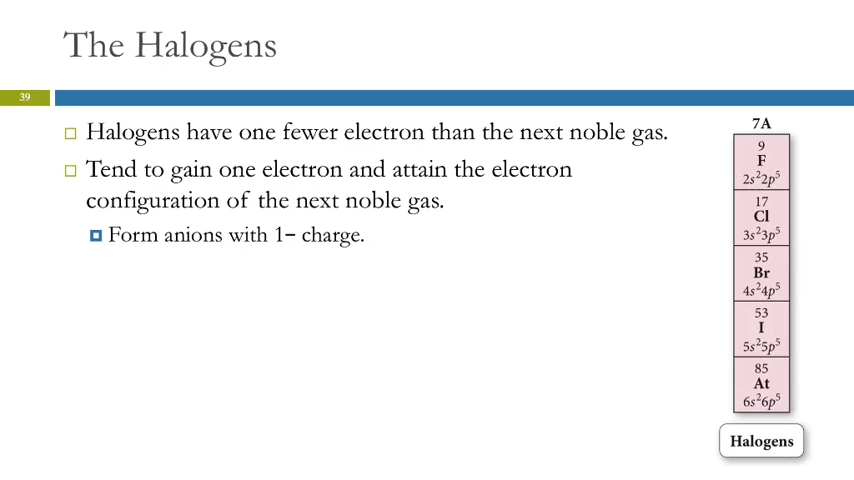 The Halogens
39
Halogens have one fewer electron than the next noble gas.
Tend to gain one electron and attain the electron
configuration of the next noble gas.
Form anions with 1− charge.
7A
9
F
2s²2p⁵
17
Cl
3s²3p⁵
35
Br
4s²4p⁵
53
I
5s²5p⁵
85
At
6s²6p⁵
Halogens